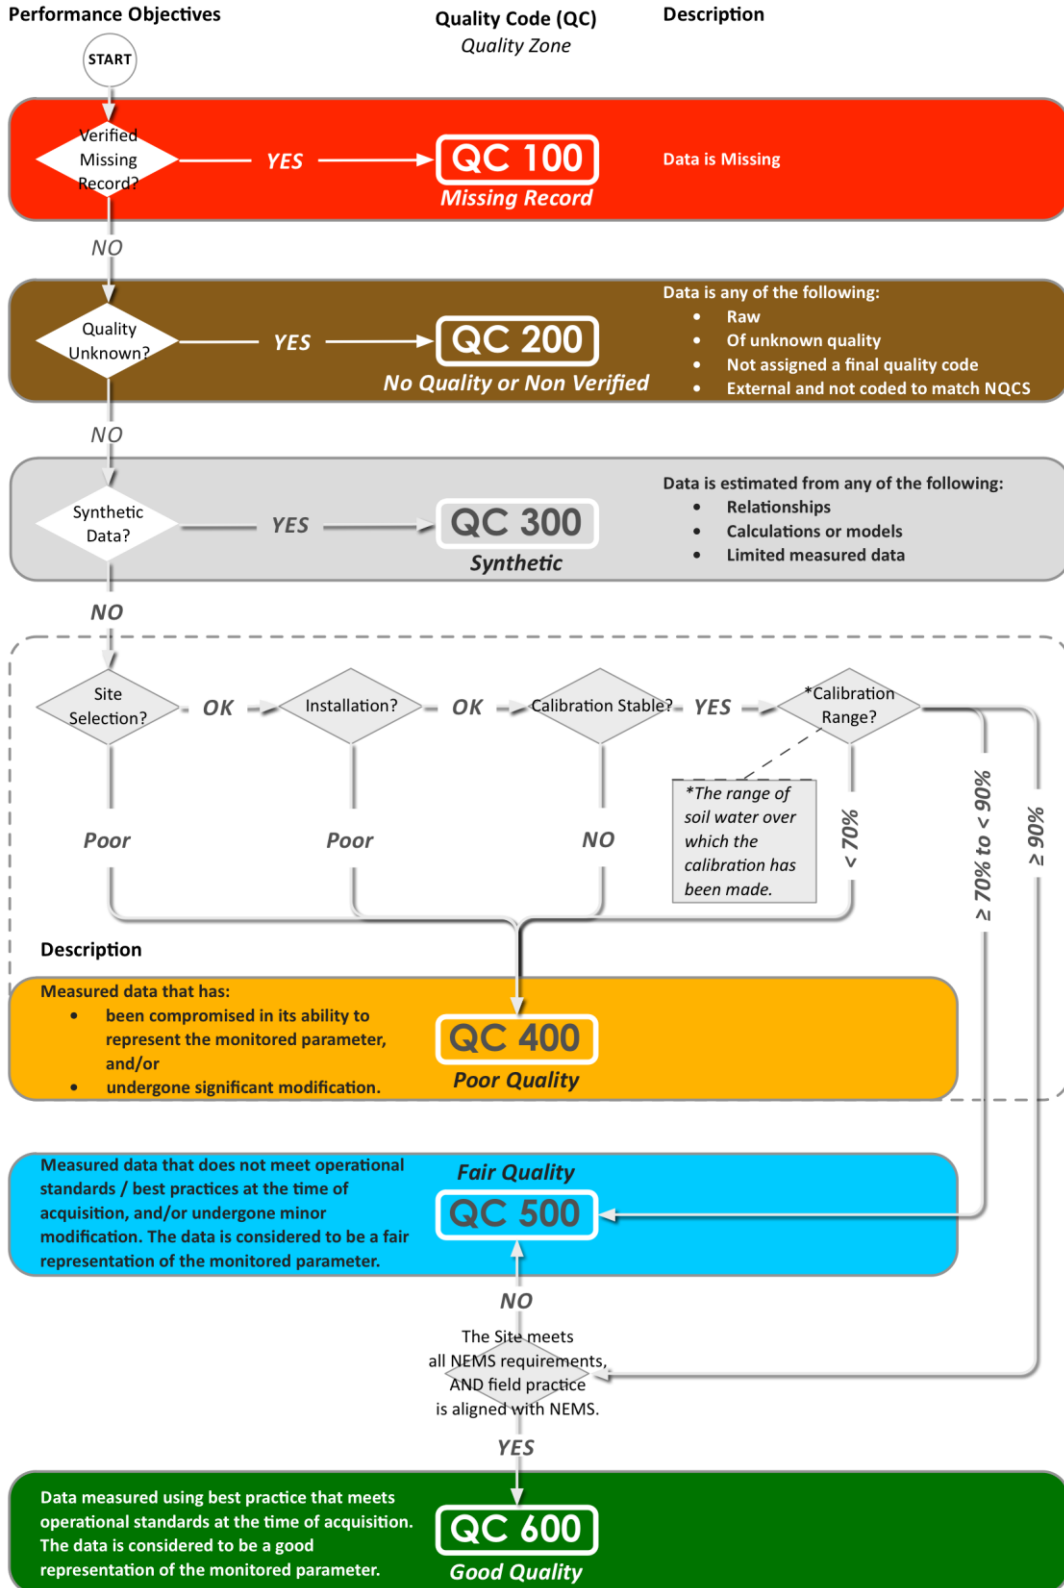 Performance Objectives
Quality Code (QC)
Quality Zone
Description
START
Verified
Missing
Record?
YES
QC 100
Missing Record
Data is Missing
NO
Quality
Unknown?
YES
QC 200
No Quality or Non Verified
Data is any of the following:
• Raw
• Of unknown quality
• Not assigned a final quality code
• External and not coded to match NQCS
NO
Synthetic
Data?
YES
QC 300
Synthetic
Data is estimated from any of the following:
• Relationships
• Calculations or models
• Limited measured data
NO
Site
Selection?
OK
Installation?
OK
Calibration Stable?
YES
*Calibration
Range?
*The range of
soil water over
which the
calibration has
been made.
Poor
Poor
NO
< 70%
≥ 70% to < 90%
≥ 90%
Description
Measured data that has:
• been compromised in its ability to
represent the monitored parameter,
and/or
• undergone significant modification.
QC 400
Poor Quality
Measured data that does not meet operational
standards / best practices at the time of
acquisition, and/or undergone minor
modification. The data is considered to be a fair
representation of the monitored parameter.
Fair Quality
QC 500
NO
The Site meets
all NEMS requirements,
AND field practice
is aligned with NEMS.
YES
Data measured using best practice that meets
operational standards at the time of acquisition.
The data is considered to be a good
representation of the monitored parameter.
QC 600
Good Quality